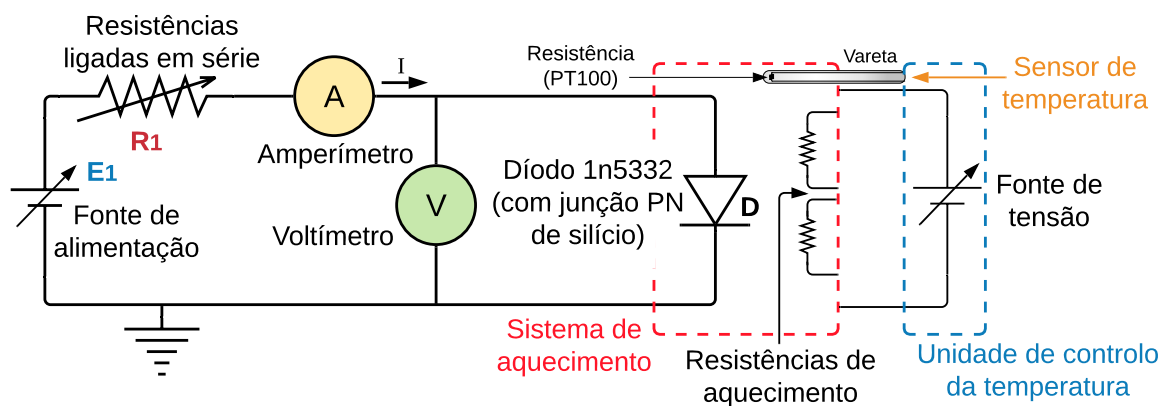 Resistências
ligadas em série
R1
E1
Fonte de
alimentação
A
Amperímetro
I
V
Voltímetro
Díodo 1n5332
(com junção PN
de silício)
D
Resistência
(PT100)
Vareta
Sensor de
temperatura
Fonte de
tensão
Sistema de
aquecimento
Resistências de
aquecimento
Unidade de controlo
da temperatura